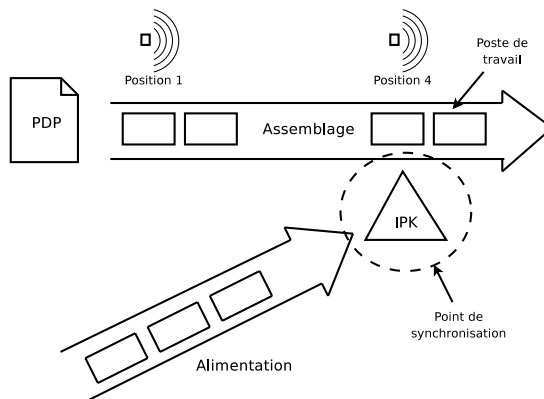 Position 1
Position 4
Poste de
travail
PDP
Assemblage
IPK
Point de
synchronisation
Alimentation